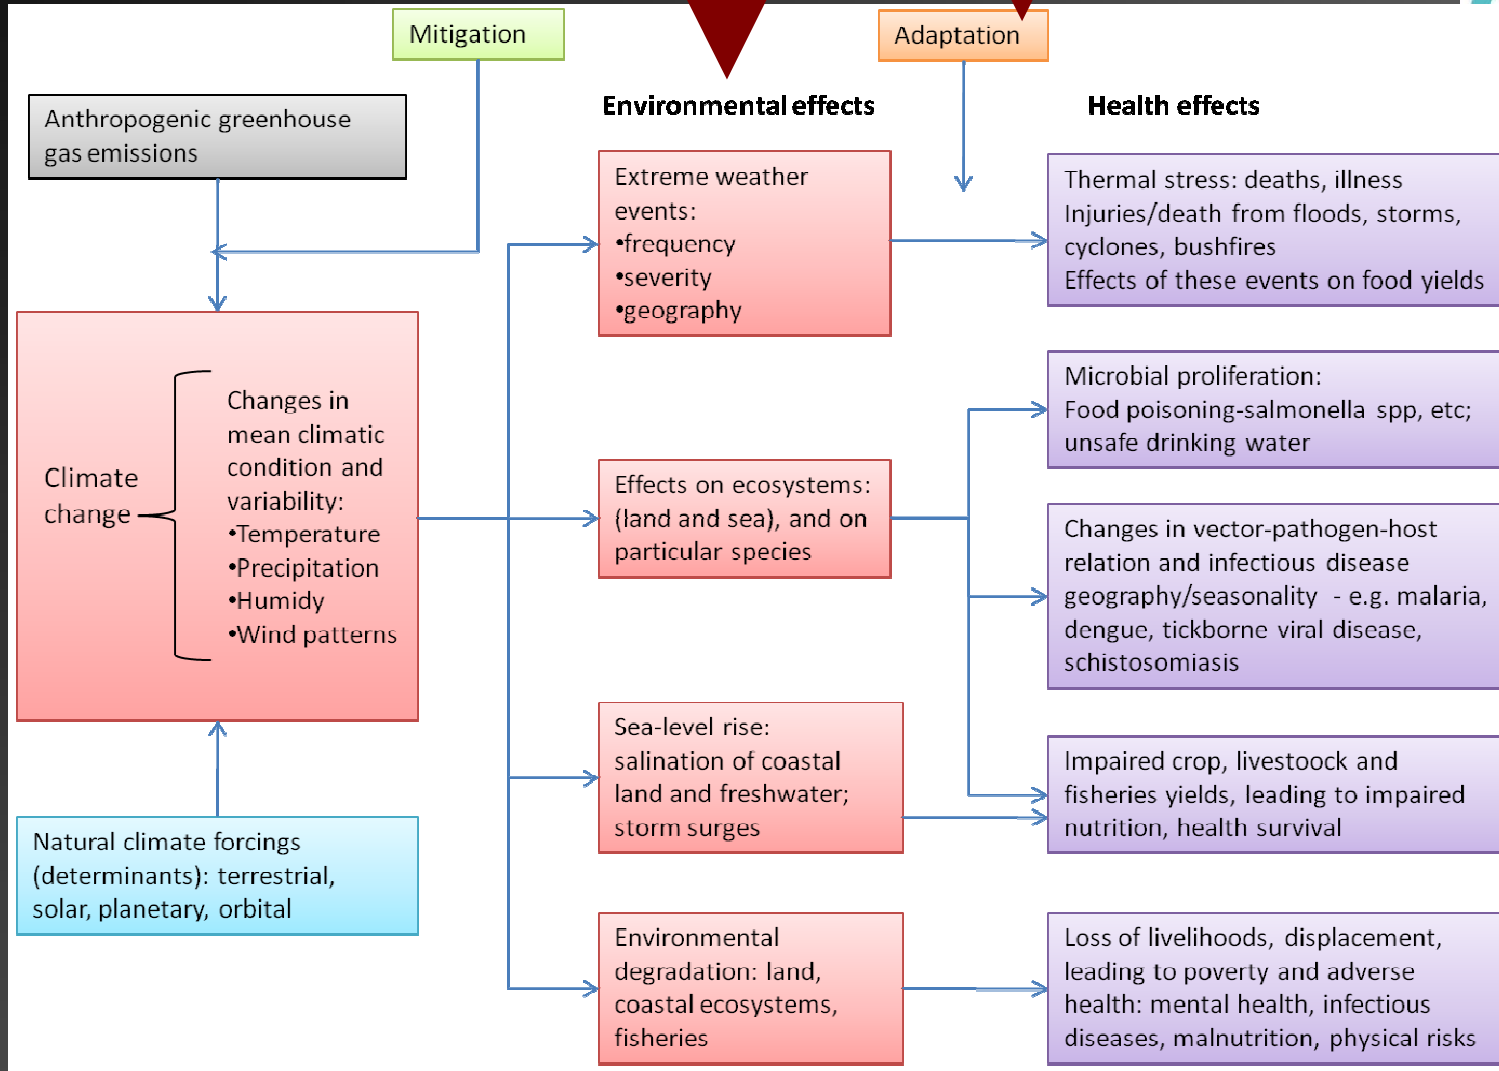 Mitigation
Adaptation
Anthropogenic greenhouse
gas emissions
Environmental effects
Health effects
Extreme weather
events:
•frequency
•severity
•geography
Thermal stress: deaths, illness
Injuries/death from floods, storms,
cyclones, bushfires
Effects of these events on food yields
Climate
change
Changes in
mean climatic
condition and
variability:
•Temperature
•Precipitation
•Humidy
•Wind patterns
Microbial proliferation:
Food poisoning-salmonella spp, etc;
unsafe drinking water
Effects on ecosystems:
(land and sea), and on
particular species
Changes in vector-pathogen-host
relation and infectious disease
geography/seasonality - e.g. malaria,
dengue, tickborne viral disease,
schistosomiasis
Sea-level rise:
salination of coastal
land and freshwater;
storm surges
Impaired crop, livestoock and
fisheries yields, leading to impaired
nutrition, health survival
Natural climate forcings
(determinants): terrestrial,
solar, planetary, orbital
Environmental
degradation: land,
coastal ecosystems,
fisheries
Loss of livelihoods, displacement,
leading to poverty and adverse
health: mental health, infectious
diseases, malnutrition, physical risks